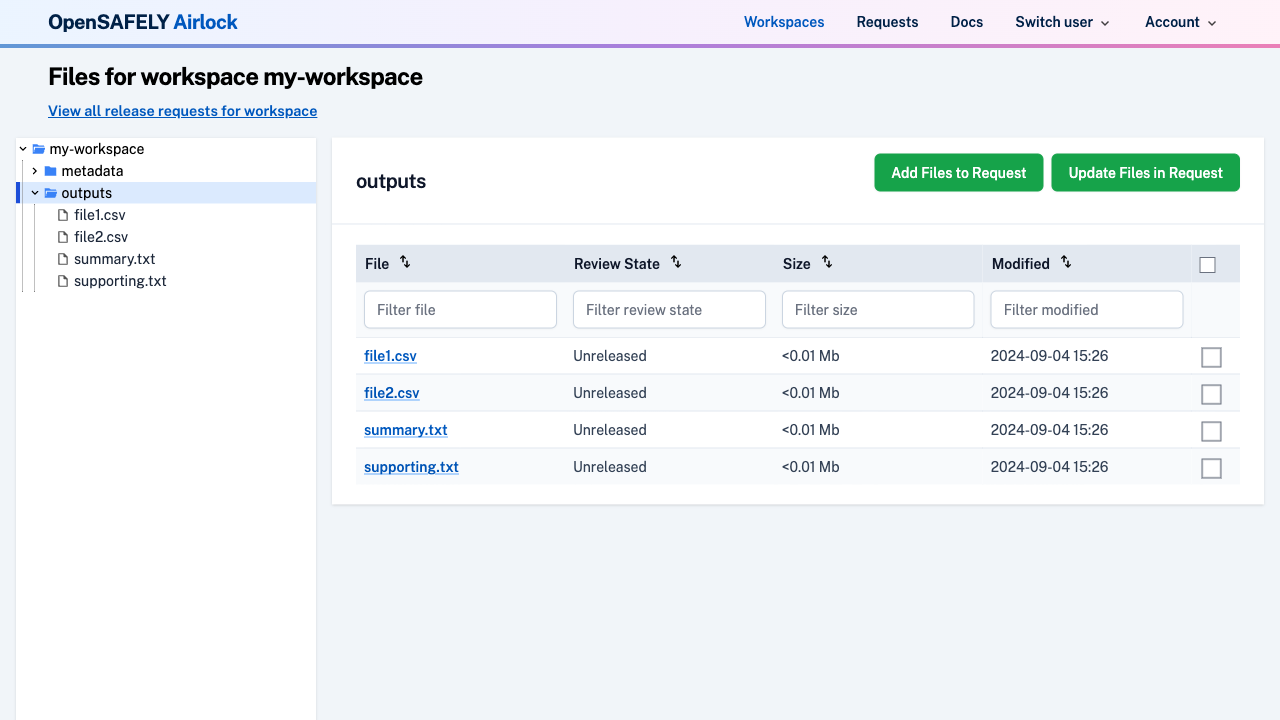 OpenSAFELY Airlock Workspaces Requests Docs Switch user Account
Files for workspace my-workspace
View all release requests for workspace
my-workspace
metadata
outputs
file1.csv
file2.csv
summary.txt
supporting.txt
outputs Add Files to Request Update Files in Request
File Review State Size Modified
Filter file Filter review state Filter size Filter modified
file1.csv Unreleased <0.01 Mb 2024-09-04 15:26
file2.csv Unreleased <0.01 Mb 2024-09-04 15:26
summary.txt Unreleased <0.01 Mb 2024-09-04 15:26
supporting.txt Unreleased <0.01 Mb 2024-09-04 15:26